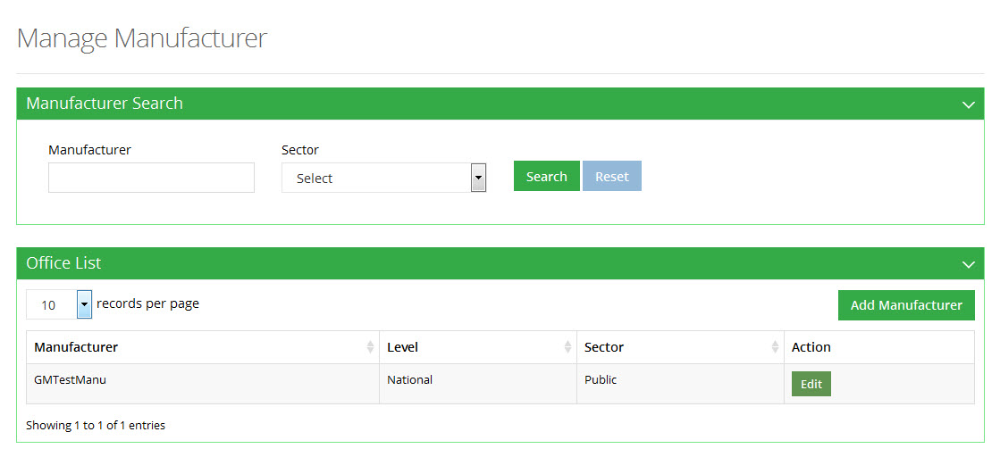 Manage Manufacturer
Manufacturer Search
Manufacturer Sector
Select Search Reset
Office List
10 records per page Add Manufacturer
Manufacturer Level Sector Action
GMTestManu National Public Edit
Showing 1 to 1 of 1 entries